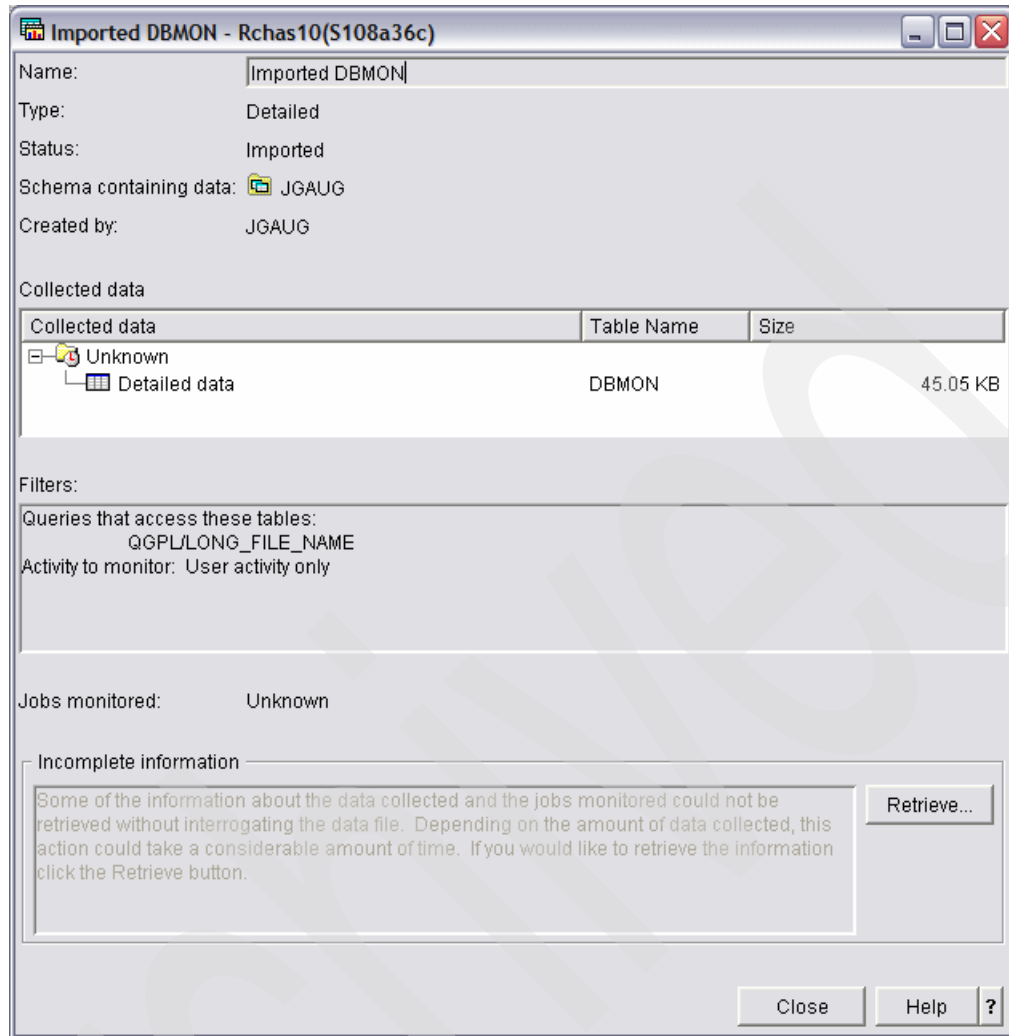 Imported DBMON - Rchas10(S108a36c)
Name: Imported DBMON
Type: Detailed
Status: Imported
Schema containing data: JGAUG
Created by: JGAUG
Collected data
Collected data Table Name Size
Unknown
Detailed data DBMON 45.05 KB
Filters:
Queries that access these tables:
QGPL/LONG_FILE_NAME
Activity to monitor: User activity only
Jobs monitored: Unknown
Incomplete information
Some of the information about the data collected and the jobs monitored could not be
retrieved without interrogating the data file. Depending on the amount of data collected, this
action could take a considerable amount of time. If you would like to retrieve the information
click the Retrieve button.
Retrieve...
Close Help ?